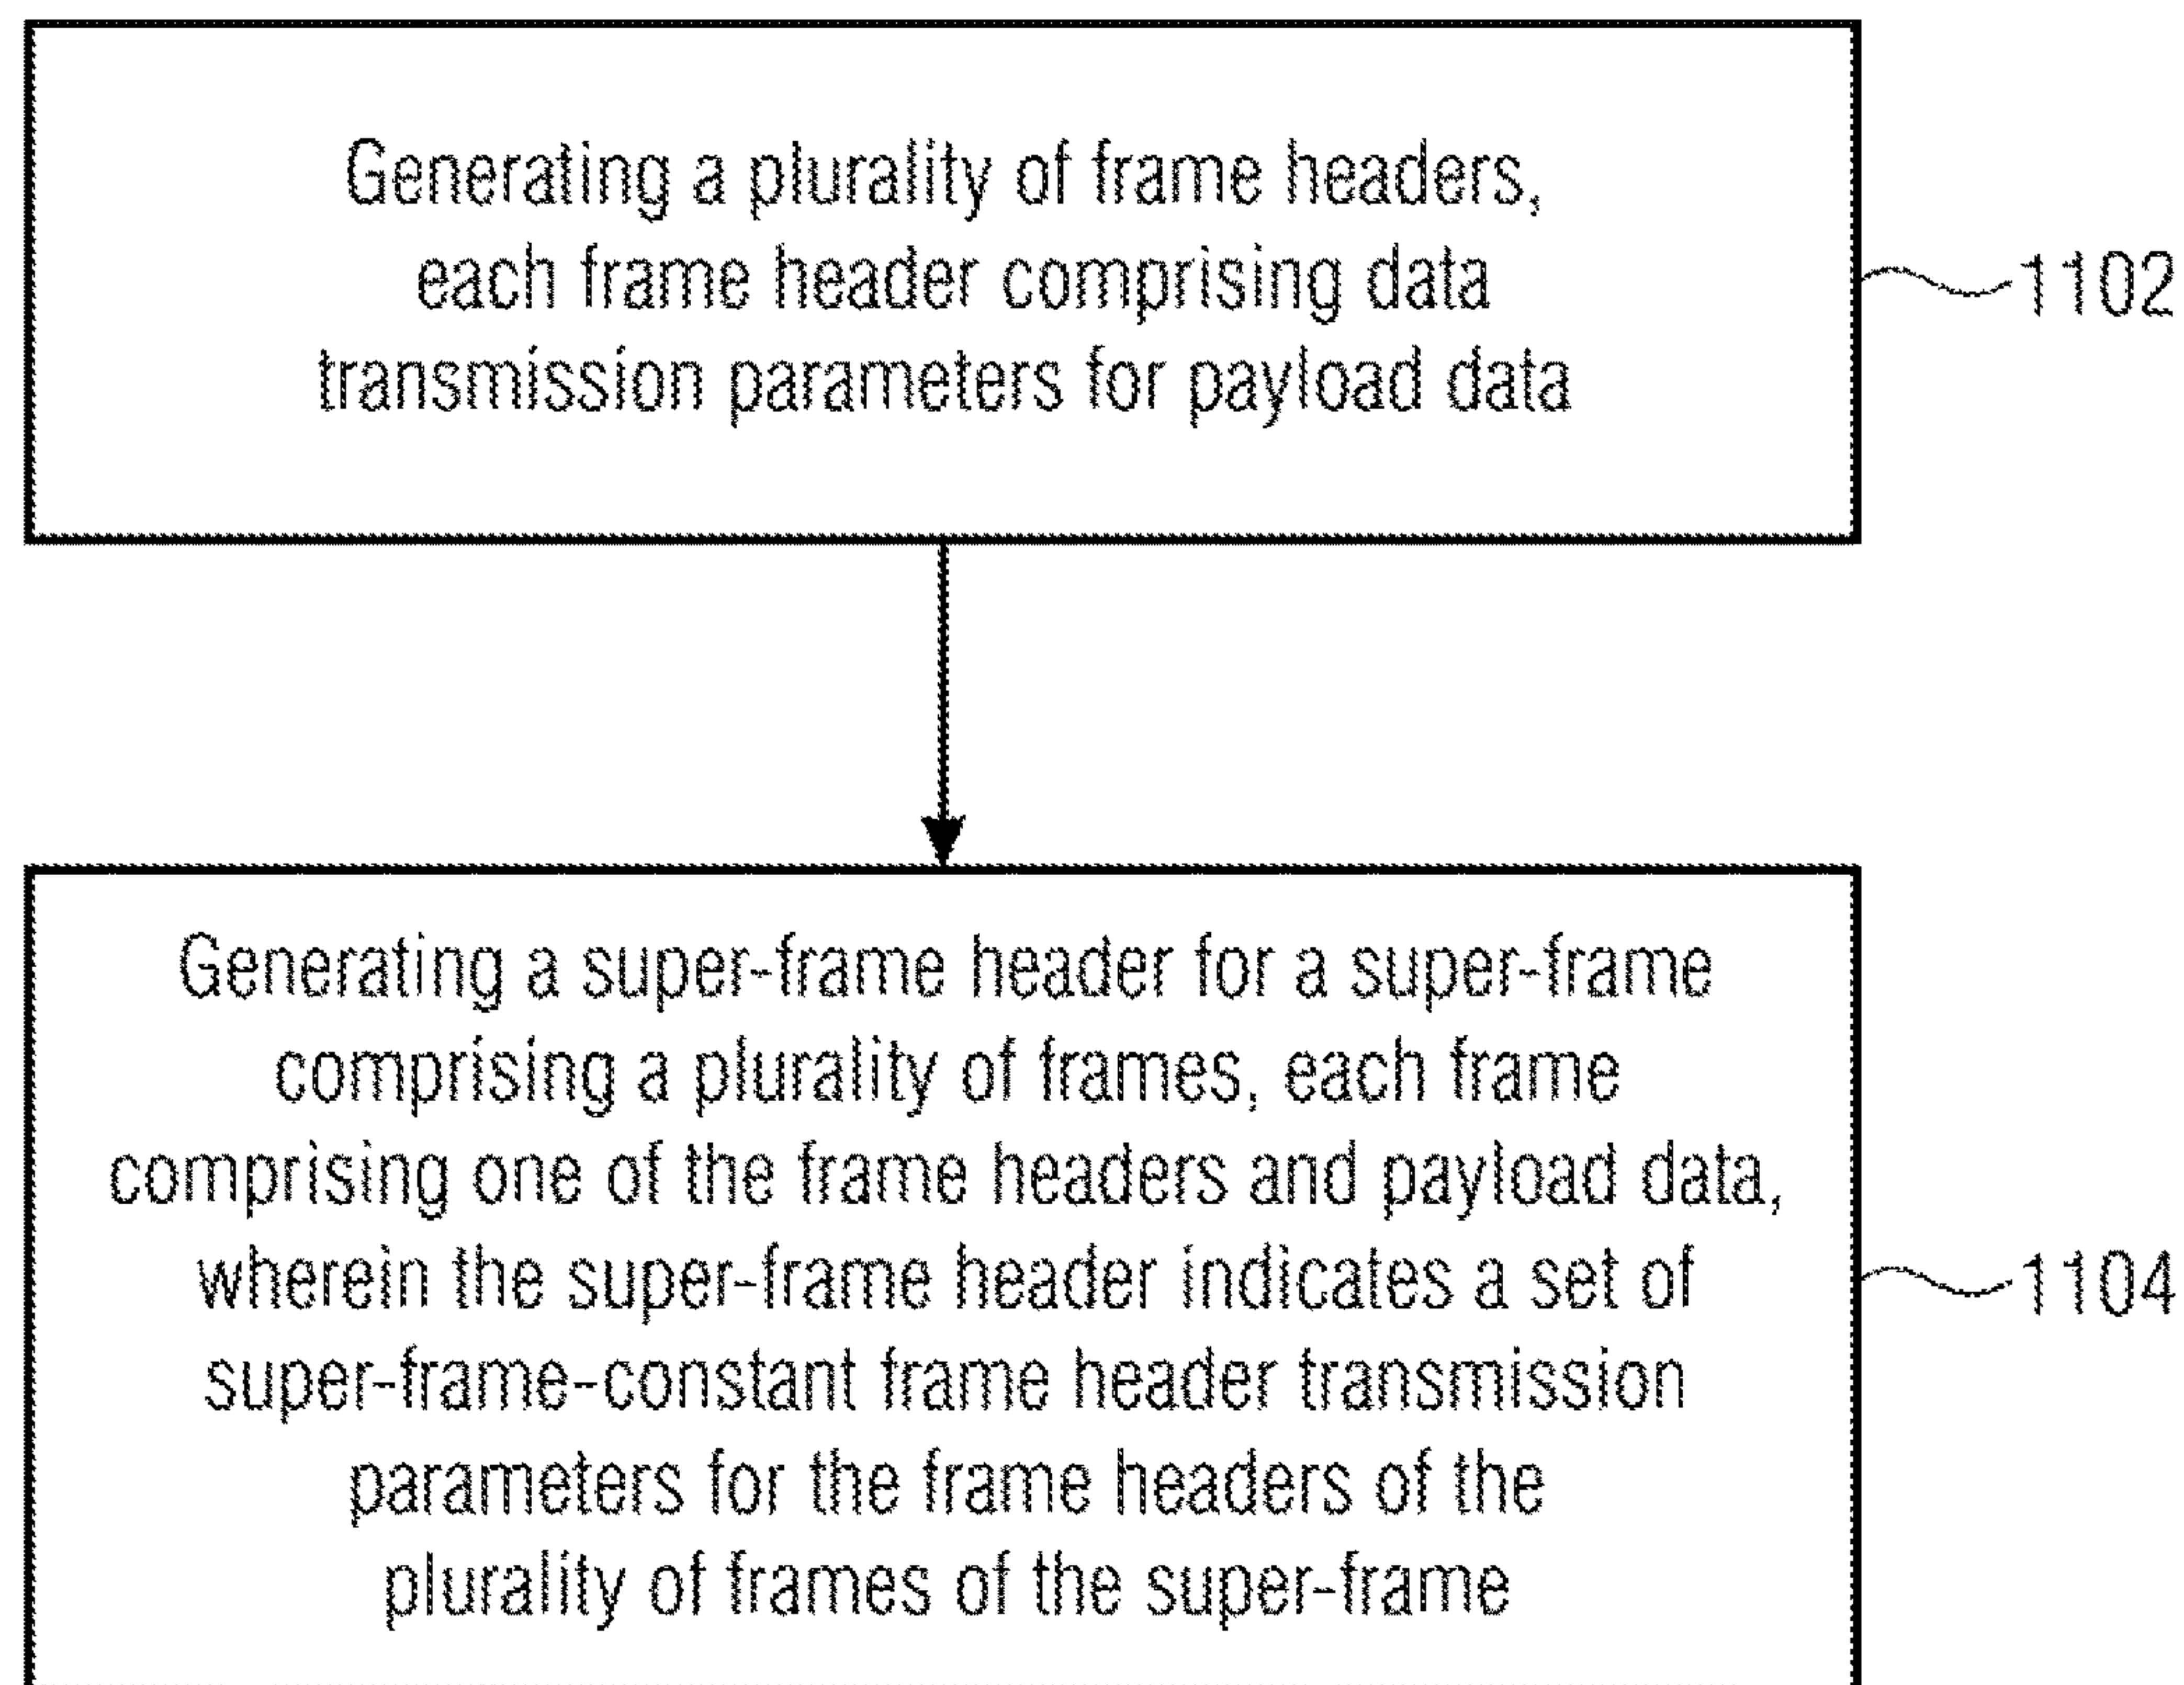 Generating a plurality of frame headers,
each frame header comprising data
transmission parameters for payload data
1102
Generating a super-frame header for a super-frame
comprising a plurality of frames, each frame
comprising one of the frame headers and payload data,
wherein the super-frame header indicates a set of
super-frame-constant frame header transmission
parameters for the frame headers of the
plurality of frames of the super-frame
1104